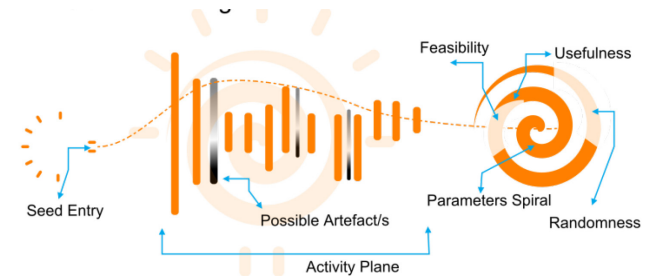 Feasibility
Usefulness
Seed Entry
Possible Artefact/s
Parameters Spiral
Randomness
Activity Plane